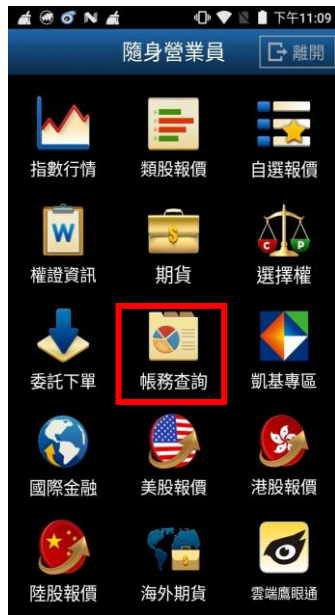 下午11:09
隨身營業員
離開
指數行情 類股報價 自選報價
W
$
C P
權證資訊 期貨 選擇權
委託下單 帳務查詢 凱基專區
國際金融 美股報價 港股報價
陸股報價 海外期貨 雲端鷹眼通